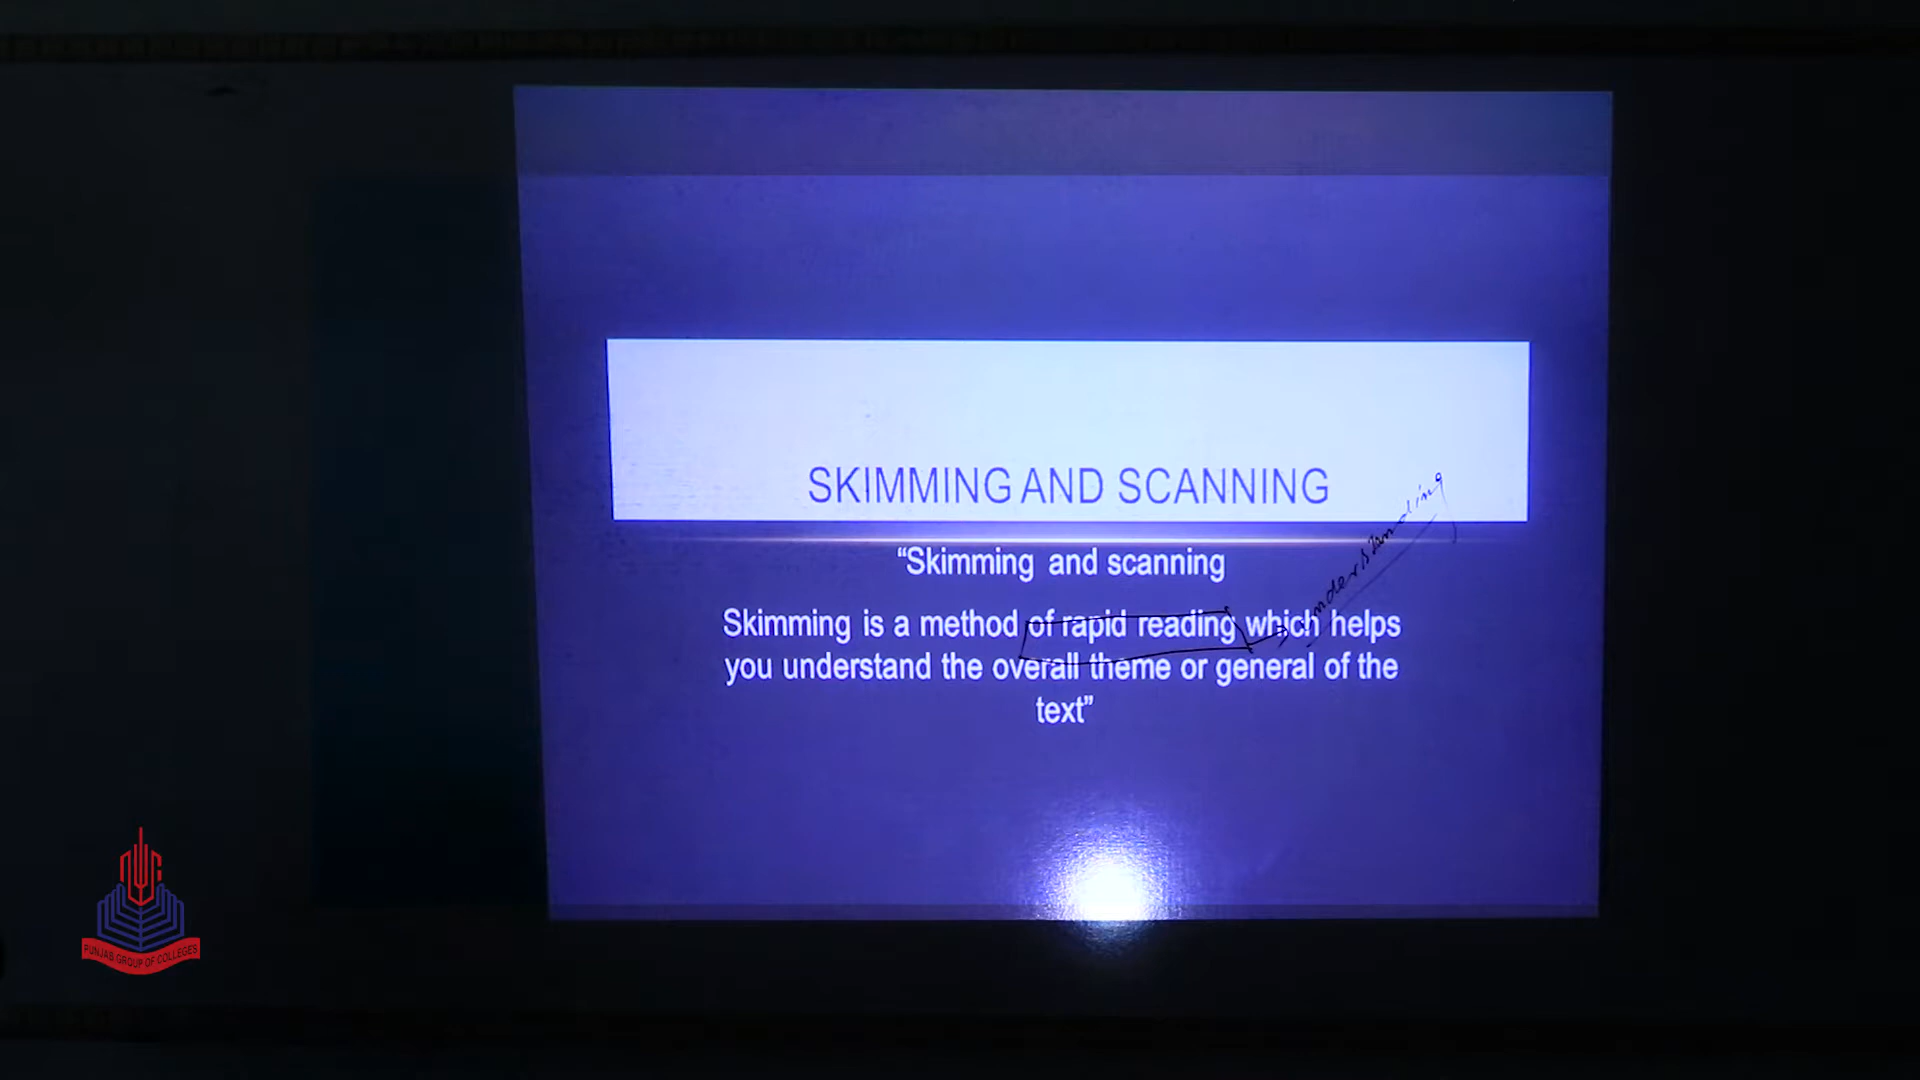 SKIMMING AND SCANNING
“Skimming and scanning
Skimming is a method of rapid reading which helps
you understand the overall theme or general of the
text”
understanding
PUNJAB GROUP OF COLLEGES